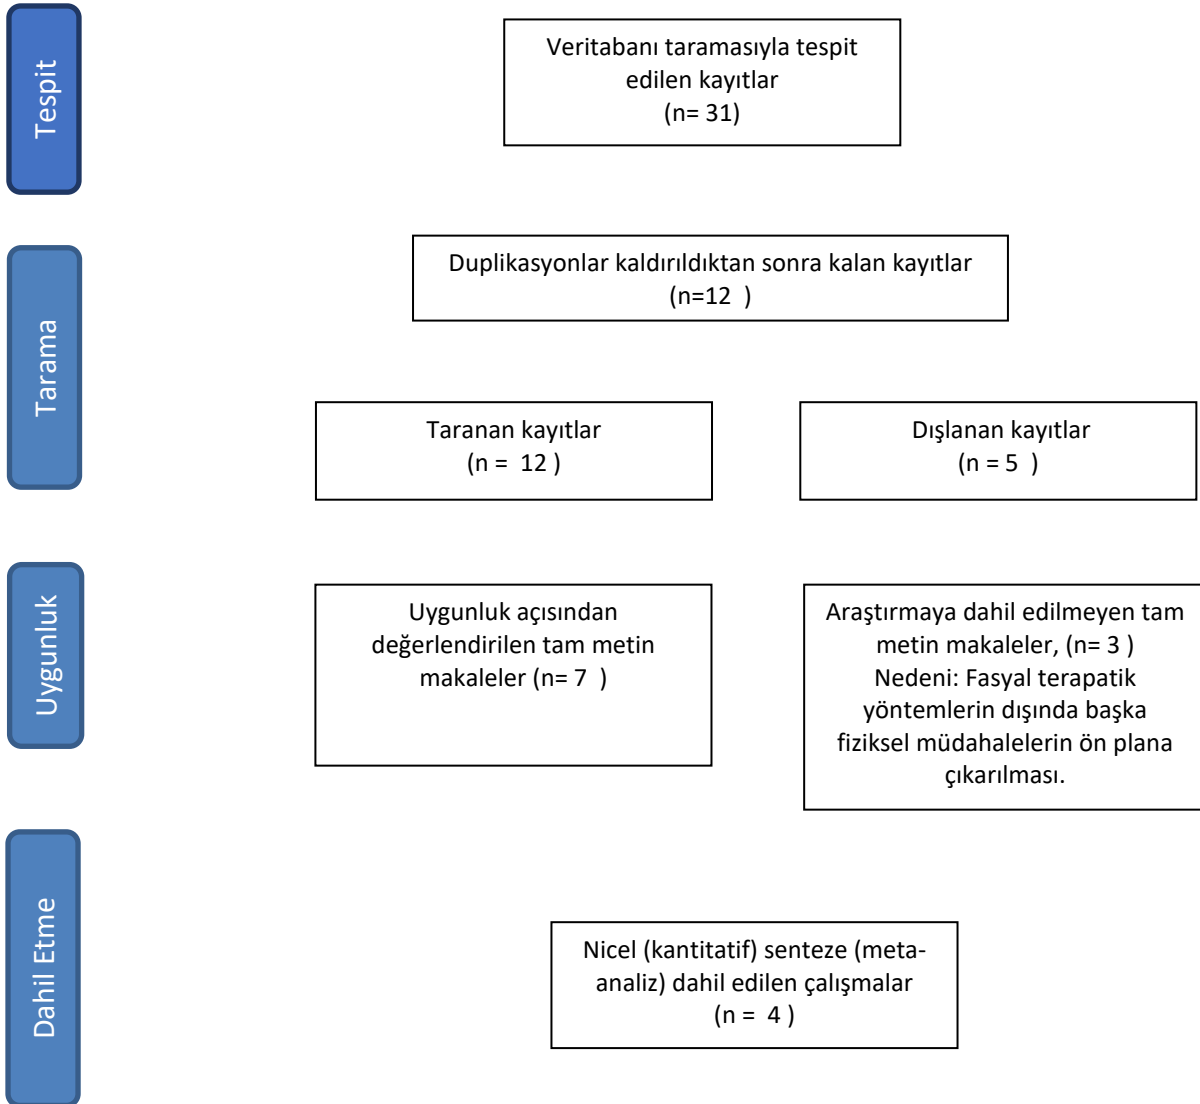 Tespit
Veritabanı taramasıyla tespit
edilen kayıtlar
(n= 31)
Tarama
Duplikasyonlar kaldırıldıktan sonra kalan kayıtlar
(n=12 )
Taranan kayıtlar
(n = 12 )
Dışlanan kayıtlar
(n = 5 )
Uygunluk
Uygunluk açısından
değerlendirilen tam metin
makaleler (n= 7 )
Araştırmaya dahil edilmeyen tam
metin makaleler, (n= 3 )
Nedeni: Fasyal terapatik
yöntemlerin dışında başka
fiziksel müdahalelerin ön plana
çıkarılması.
Dahil Etme
Nicel (kantitatif) senteze (meta-
analiz) dahil edilen çalışmalar
(n = 4 )